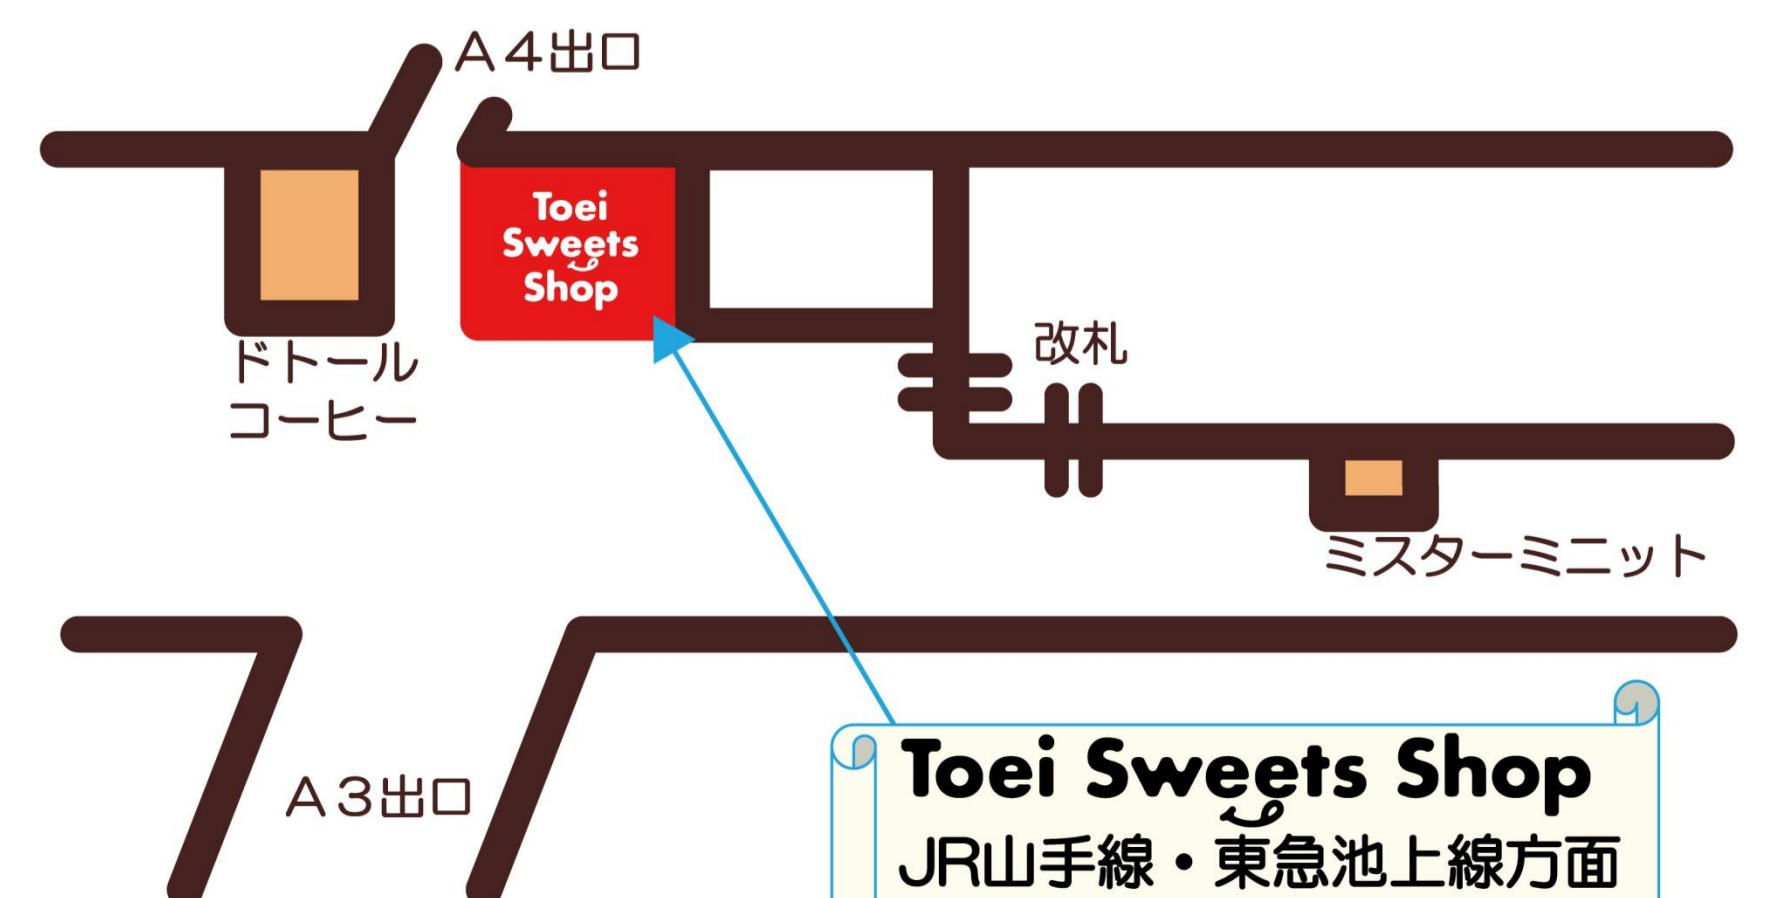 A4出口
Toei
Sweets
Shop
改札
ドトール
コーヒー
ミスターミニット
A3出口
Toei Sweets Shop
JR山手線・東急池上線方面